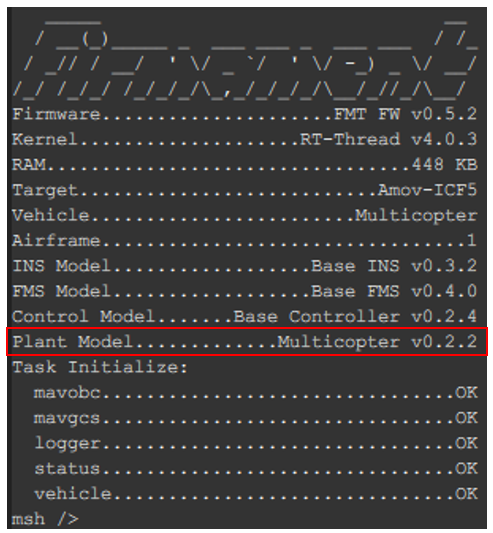 Firmament
Firmware.....................FMT FW v0.5.2
Kernel....................RT-Thread v4.0.3
RAM.................................448 KB
Target...........................Amov-ICF5
Vehicle........................Multicopter
Airframe.................................1
INS Model..................Base INS v0.3.2
FMS Model..................Base FMS v0.4.0
Control Model.......Base Controller v0.2.4
Plant Model.............Multicopter v0.2.2
Task Initialize:
  mavobc................................OK
  mavgcs................................OK
  logger................................OK
  status................................OK
  vehicle...............................OK
msh />